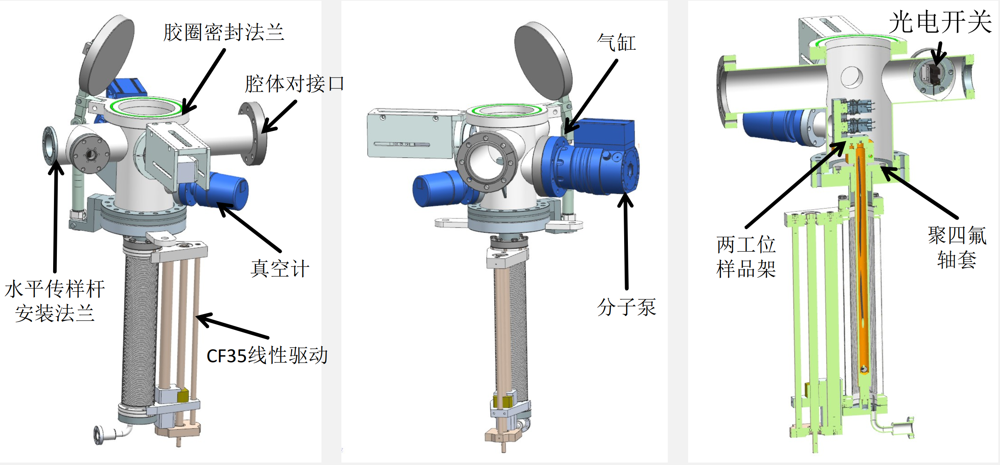 胶圈密封法兰
腔体对接口
真空计
水平传样杆
安装法兰
CF35线性驱动
气缸
分子泵
光电开关
两工位
样品架
聚四氟
轴套